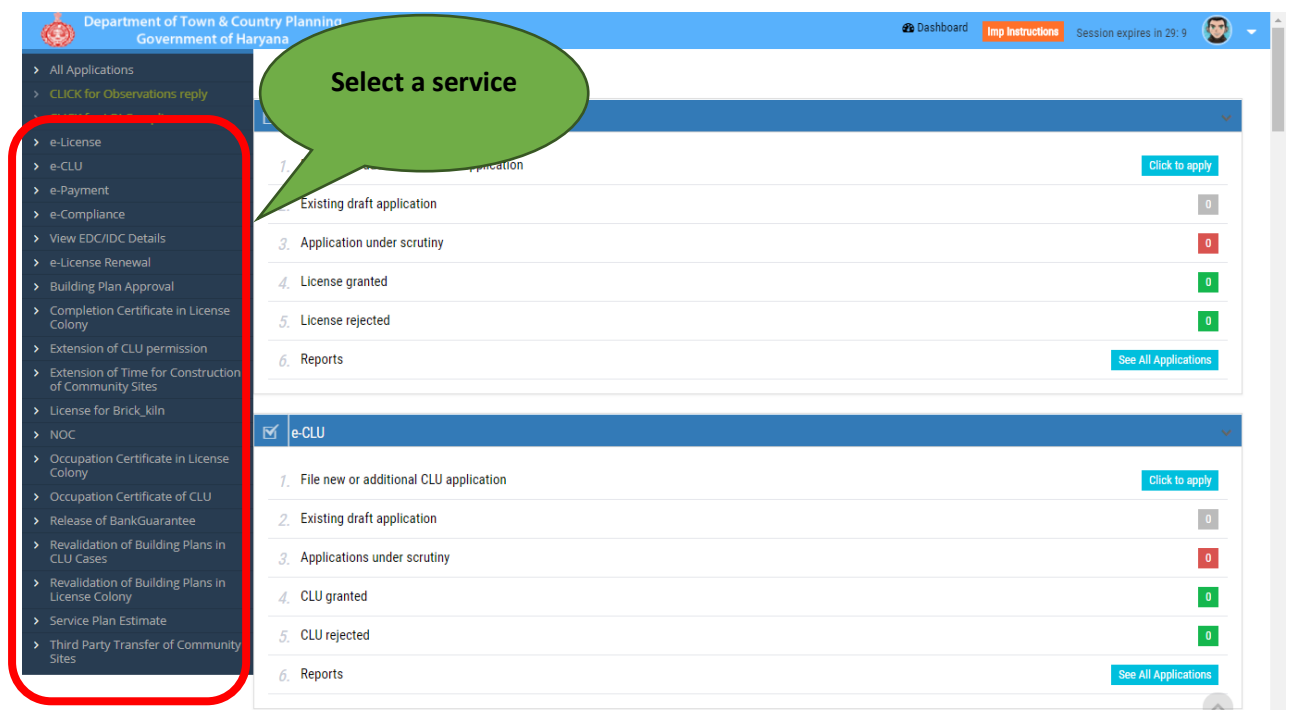 Department of Town & Country Planning
Government of Haryana
Dashboard
Imp Instructions
Session expires in 29: 9
Select a service
All Applications
CLICK for Observations reply
e-License
e-CLU
e-Payment
e-Compliance
View EDC/IDC Details
e-License Renewal
Building Plan Approval
Completion Certificate in License
Colony
Extension of CLU permission
Extension of Time for Construction
of Community Sites
License for Brick_kiln
NOC
Occupation Certificate in License
Colony
Occupation Certificate of CLU
Release of BankGuarantee
Revalidation of Building Plans in
CLU Cases
Revalidation of Building Plans in
License Colony
Service Plan Estimate
Third Party Transfer of Community
Sites
1. application Click to apply
2. Existing draft application 0
3. Application under scrutiny 0
4. License granted 0
5. License rejected 0
6. Reports See All Applications
e-CLU
1. File new or additional CLU application Click to apply
2. Existing draft application 0
3. Applications under scrutiny 0
4. CLU granted 0
5. CLU rejected 0
6. Reports See All Applications